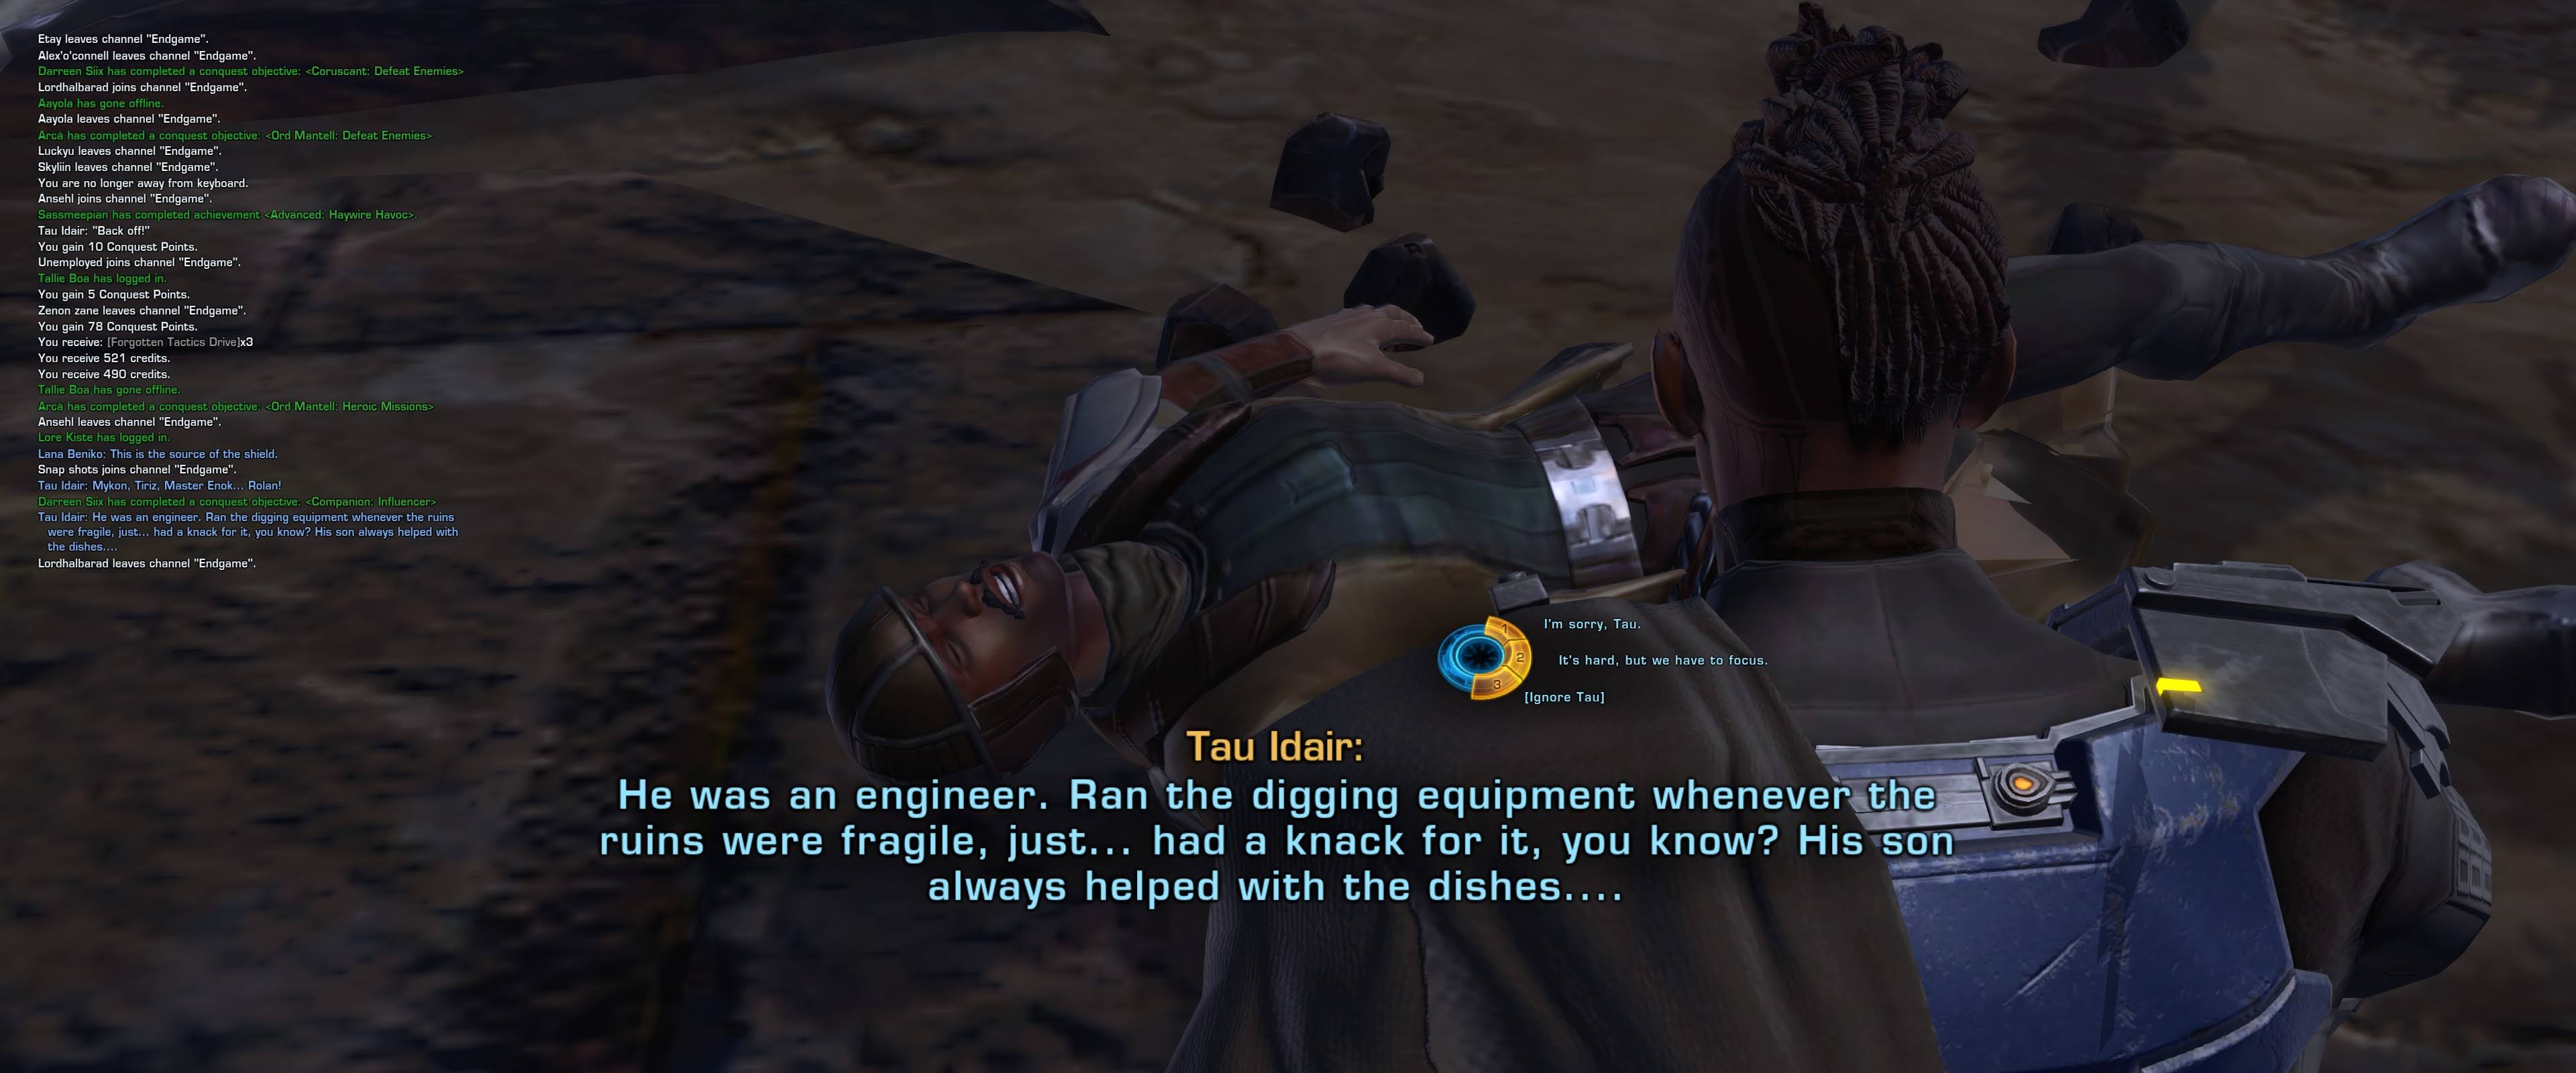 Etay leaves channel "Endgame".
Alex'o'connell leaves channel "Endgame".
Darreen Siix has completed a conquest objective: <Coruscant: Defeat Enemies>
Lordhalbarad joins channel "Endgame".
Aayola has gone offline.
Aayola leaves channel "Endgame".
Arcà has completed a conquest objective: <Ord Mantell: Defeat Enemies>
Luckyu leaves channel "Endgame".
Skyliin leaves channel "Endgame".
You are no longer away from keyboard.
Ansehl joins channel "Endgame".
Sassmeepian has completed achievement <Advanced: Haywire Havoc>.
Tau Idair: "Back off!"
You gain 10 Conquest Points.
Unemployed joins channel "Endgame".
Tallie Boa has logged in.
You gain 5 Conquest Points.
Zenon zane leaves channel "Endgame".
You gain 78 Conquest Points.
You receive: [Forgotten Tactics Drive]x3
You receive 521 credits.
You receive 490 credits.
Tallie Boa has gone offline.
Arcà has completed a conquest objective: <Ord Mantell: Heroic Missions>
Ansehl leaves channel "Endgame".
Lore Kiste has logged in.
Lana Beniko: This is the source of the shield.
Snap shots joins channel "Endgame".
Tau Idair: Mykon, Tiriz, Master Enok... Rolan!
Darreen Siix has completed a conquest objective: <Companion: Influencer>
Tau Idair: He was an engineer. Ran the digging equipment whenever the ruins
were fragile, just... had a knack for it, you know? His son always helped with
the dishes....
Lordhalbarad leaves channel "Endgame".
1 I'm sorry, Tau.
2 It's hard, but we have to focus.
3 [Ignore Tau]
Tau Idair:
He was an engineer. Ran the digging equipment whenever the
ruins were fragile, just... had a knack for it, you know? His son
always helped with the dishes....